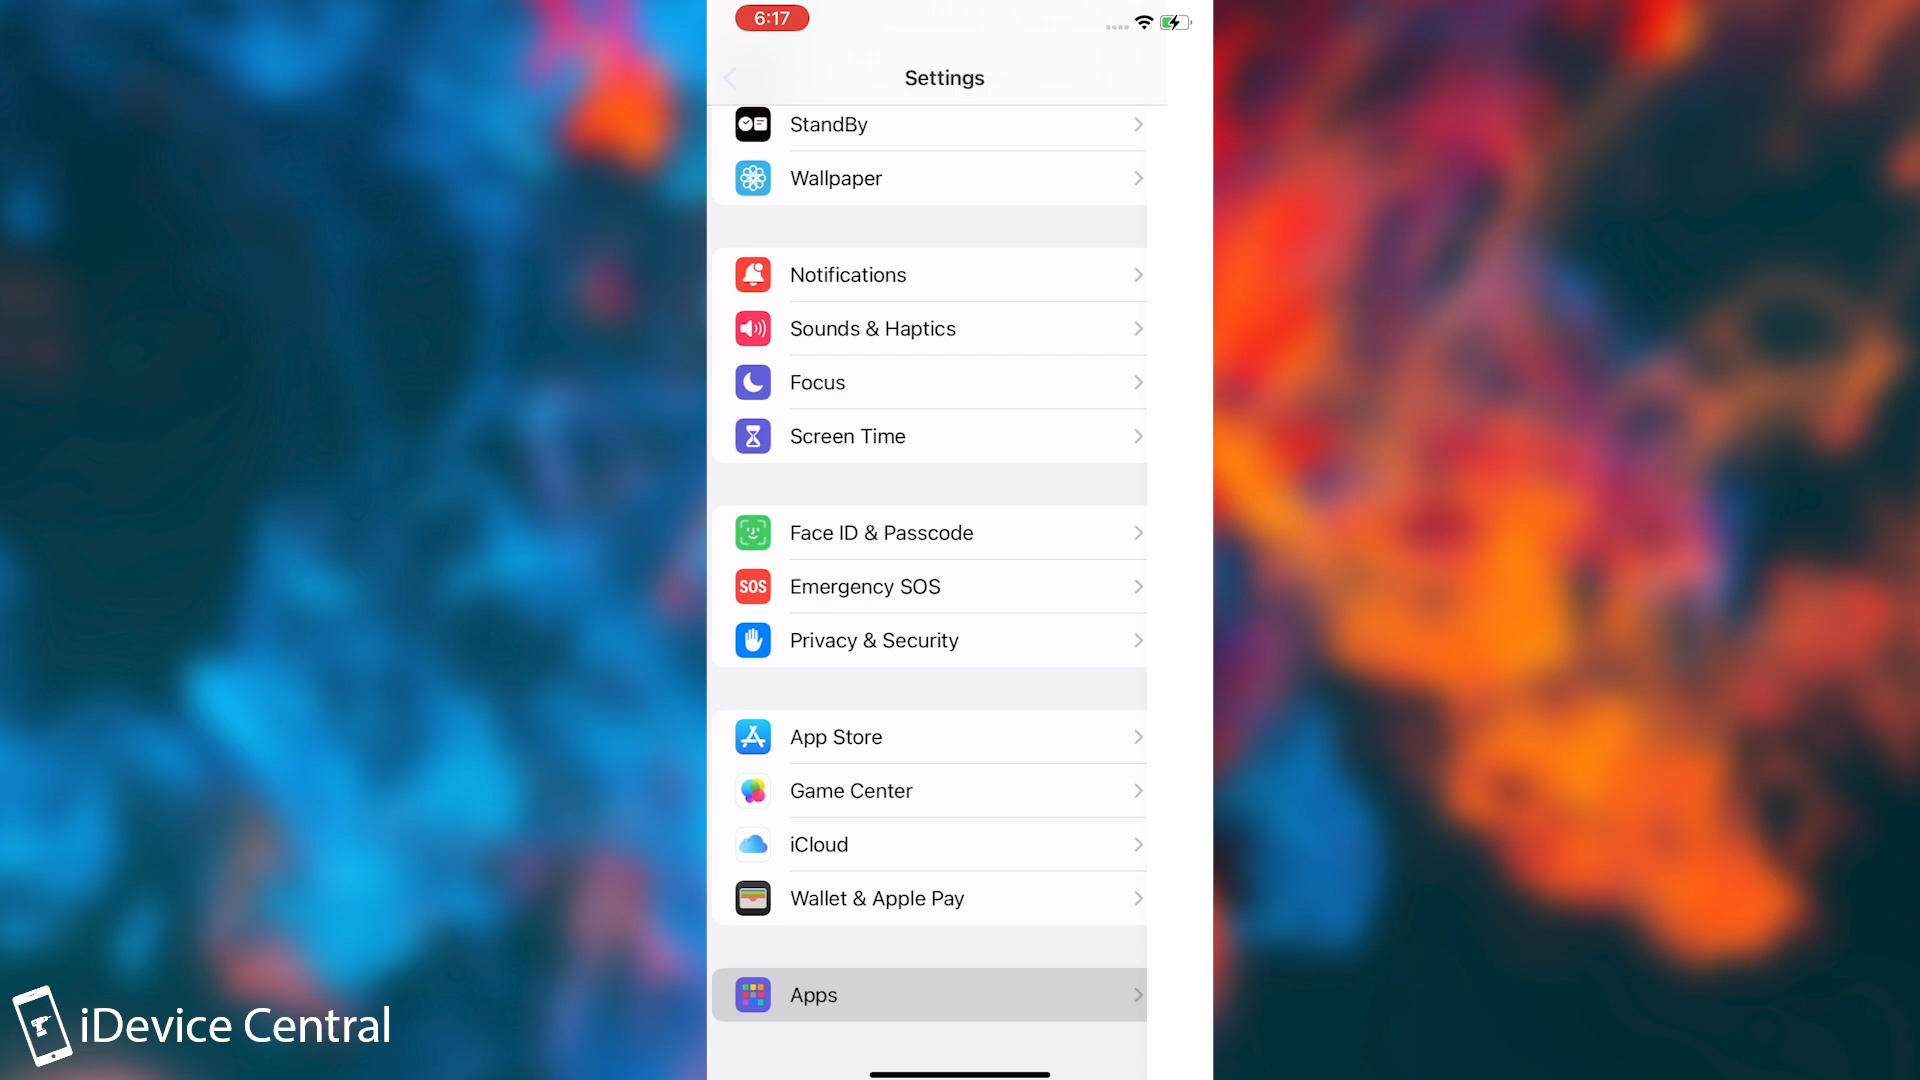 6:17
Settings
StandBy
Wallpaper
Notifications
Sounds & Haptics
Focus
Screen Time
Face ID & Passcode
SOS
Emergency SOS
Privacy & Security
App Store
Game Center
iCloud
Wallet & Apple Pay
Apps
iDevice Central